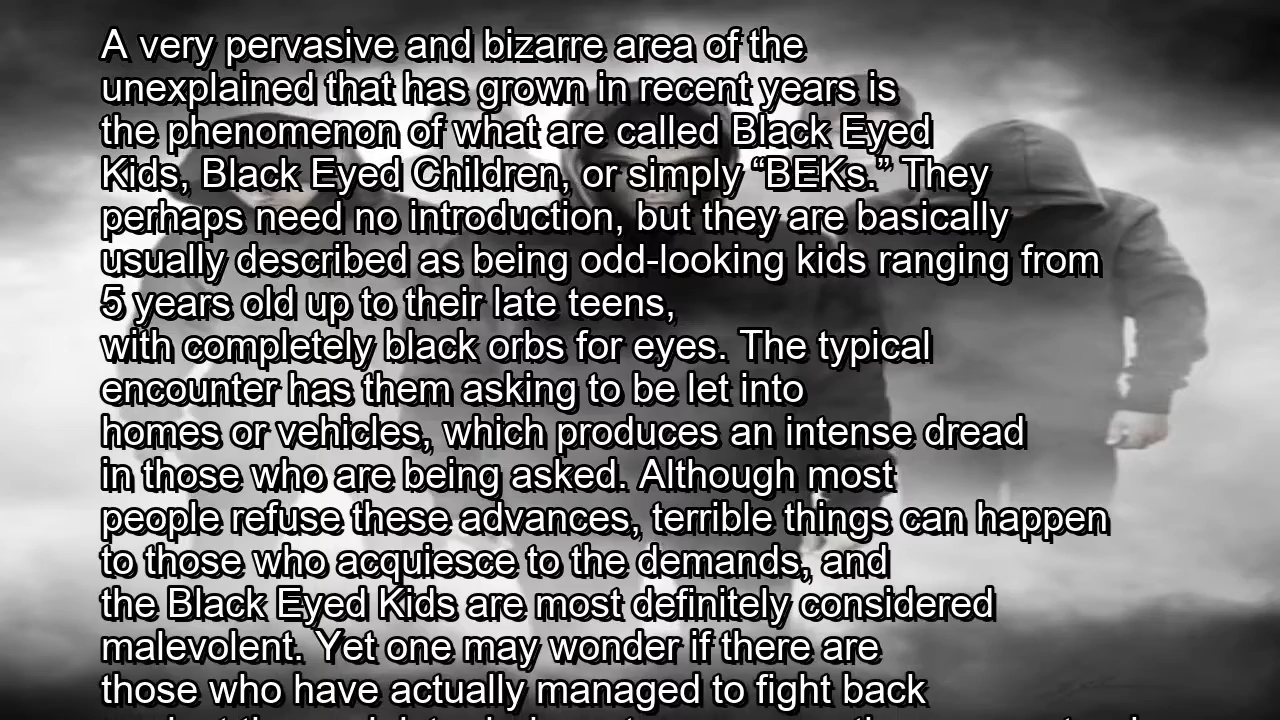 A very pervasive and bizarre area of the
unexplained that has grown in recent years is
the phenomenon of what are called Black Eyed
Kids, Black Eyed Children, or simply “BEKs.” They
perhaps need no introduction, but they are basically
usually described as being odd-looking kids ranging from
5 years old up to their late teens,
with completely black orbs for eyes. The typical
encounter has them asking to be let into
homes or vehicles, which produces an intense dread
in those who are being asked. Although most
people refuse these advances, terrible things can happen
to those who acquiesce to the demands, and
the Black Eyed Kids are most definitely considered
malevolent. Yet one may wonder if there are
those who have actually managed to fight back